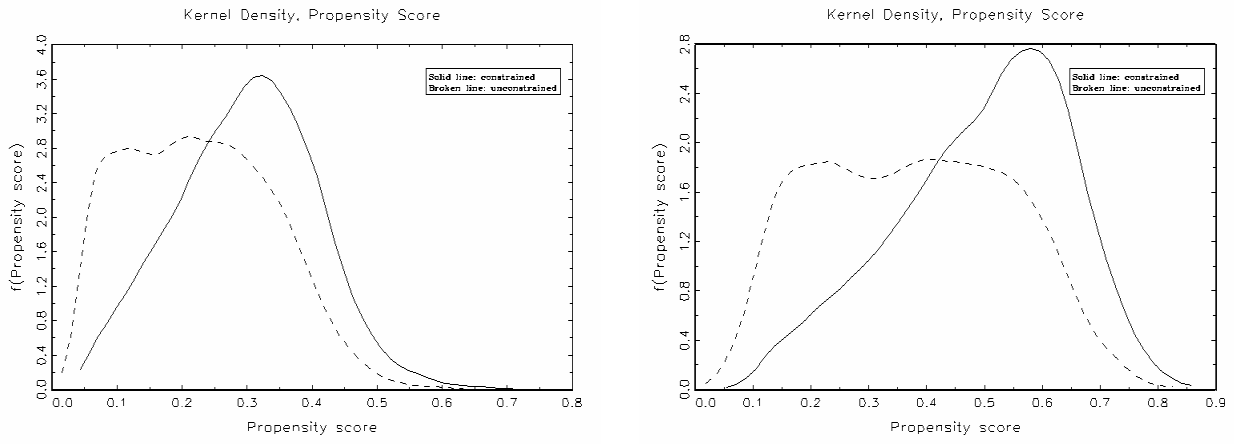 Kernel Density, Propensity Score
f(Propensity score)
4.0
3.6
3.2
2.8
2.4
2.0
1.6
1.2
0.8
0.4
.0
Solid line: constrained
Broken line: unconstrained
0.0 0.1 0.2 0.3 0.4 0.5 0.6 0.7 0.8
Propensity score
Kernel Density, Propensity Score
f(Propensity score)
2.8
2.4
2.0
1.6
1.2
0.8
0.4
.0
Solid line: constrained
Broken line: unconstrained
0.0 0.1 0.2 0.3 0.4 0.5 0.6 0.7 0.8 0.9
Propensity score